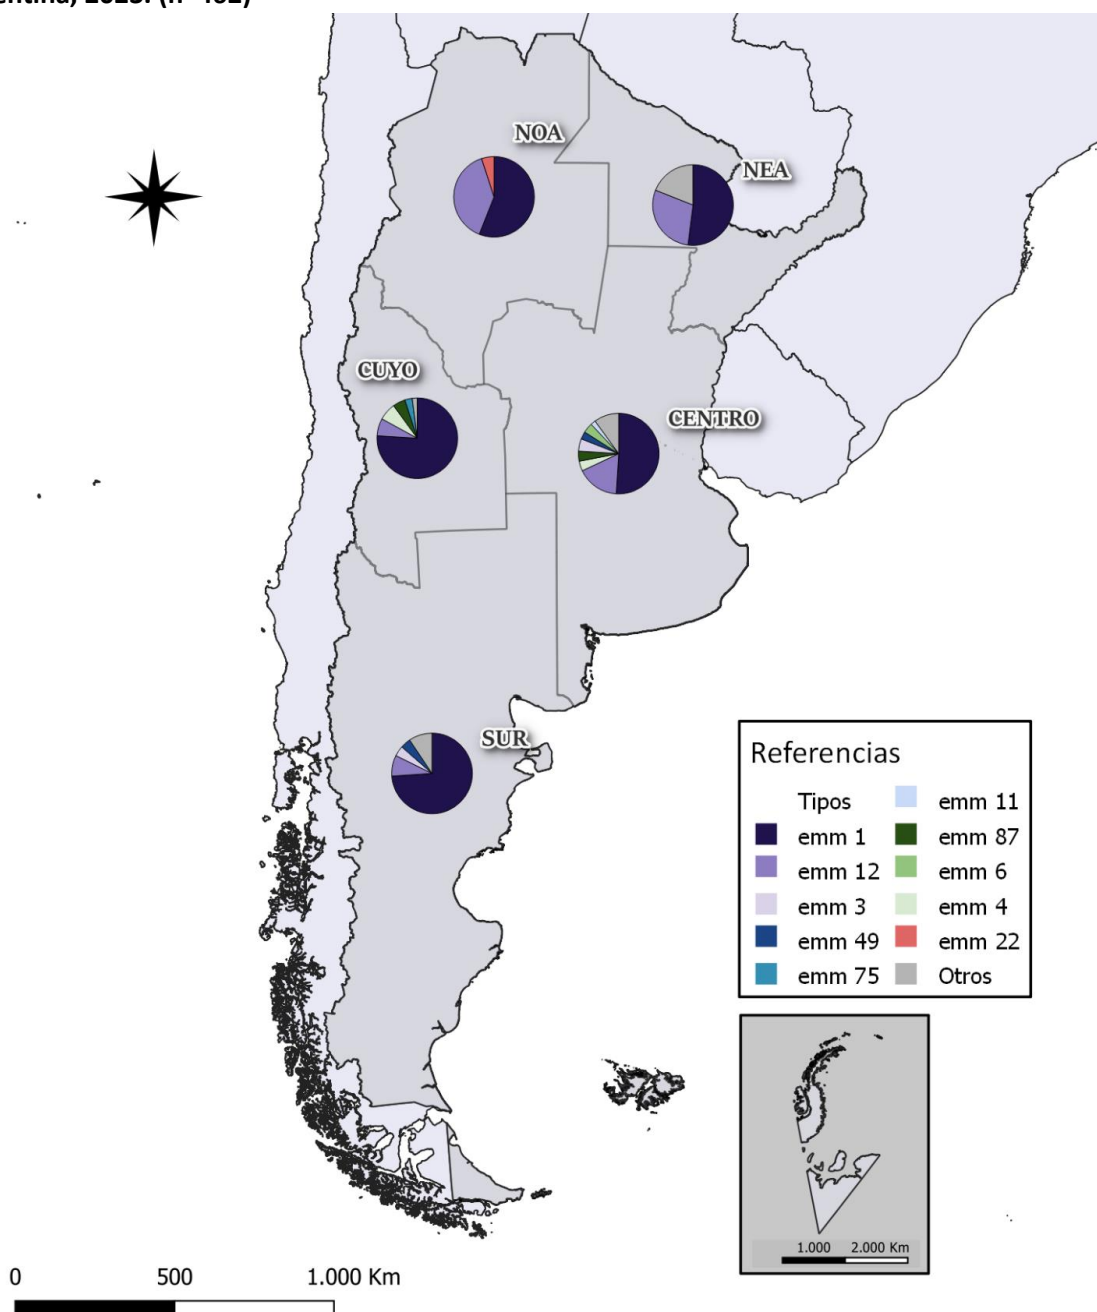 NOA
NEA
CUYO
CENTRO
SUR
Referencias
Tipos
emm 1
emm 12
emm 3
emm 49
emm 75
emm 11
emm 87
emm 6
emm 4
emm 22
Otros
1.000 2.000 Km
0 500 1.000 Km